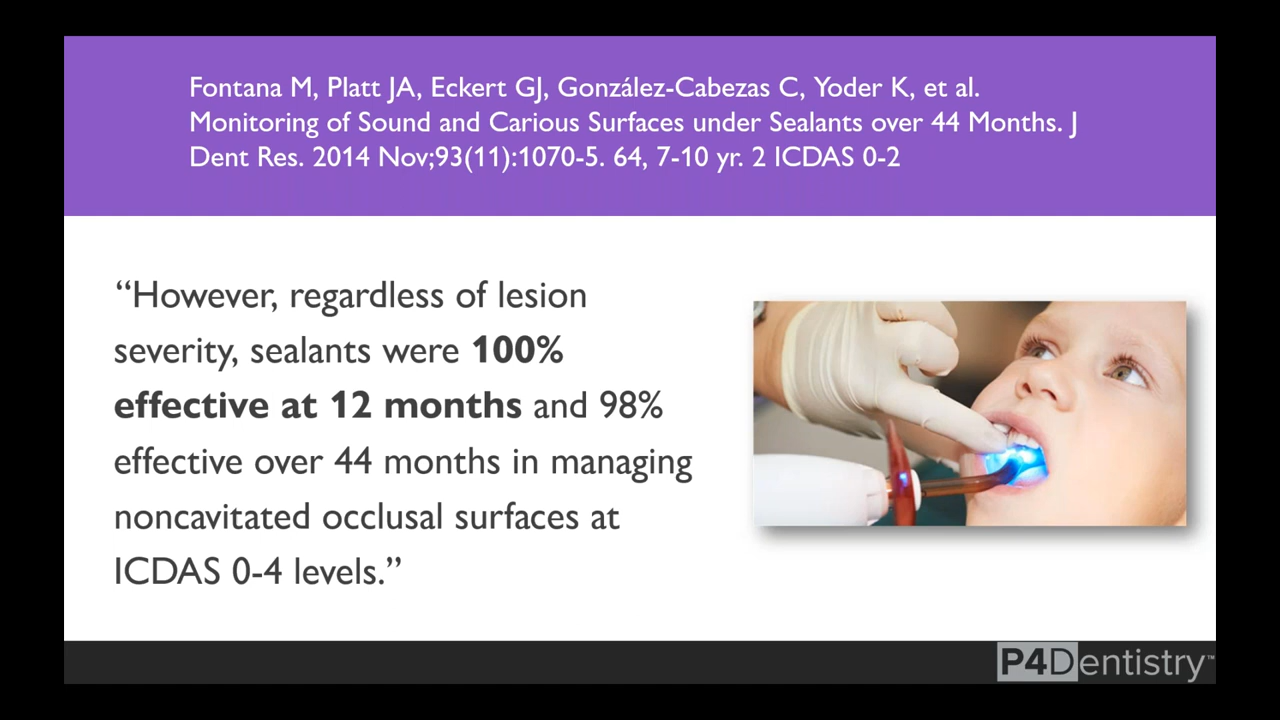 Fontana M, Platt JA, Eckert GJ, González-Cabezas C, Yoder K, et al.
Monitoring of Sound and Carious Surfaces under Sealants over 44 Months. J
Dent Res. 2014 Nov;93(11):1070-5. 64, 7-10 yr. 2 ICDAS 0-2
“However, regardless of lesion
severity, sealants were 100%
effective at 12 months and 98%
effective over 44 months in managing
noncavitated occlusal surfaces at
ICDAS 0-4 levels.”
P4Dentistry™